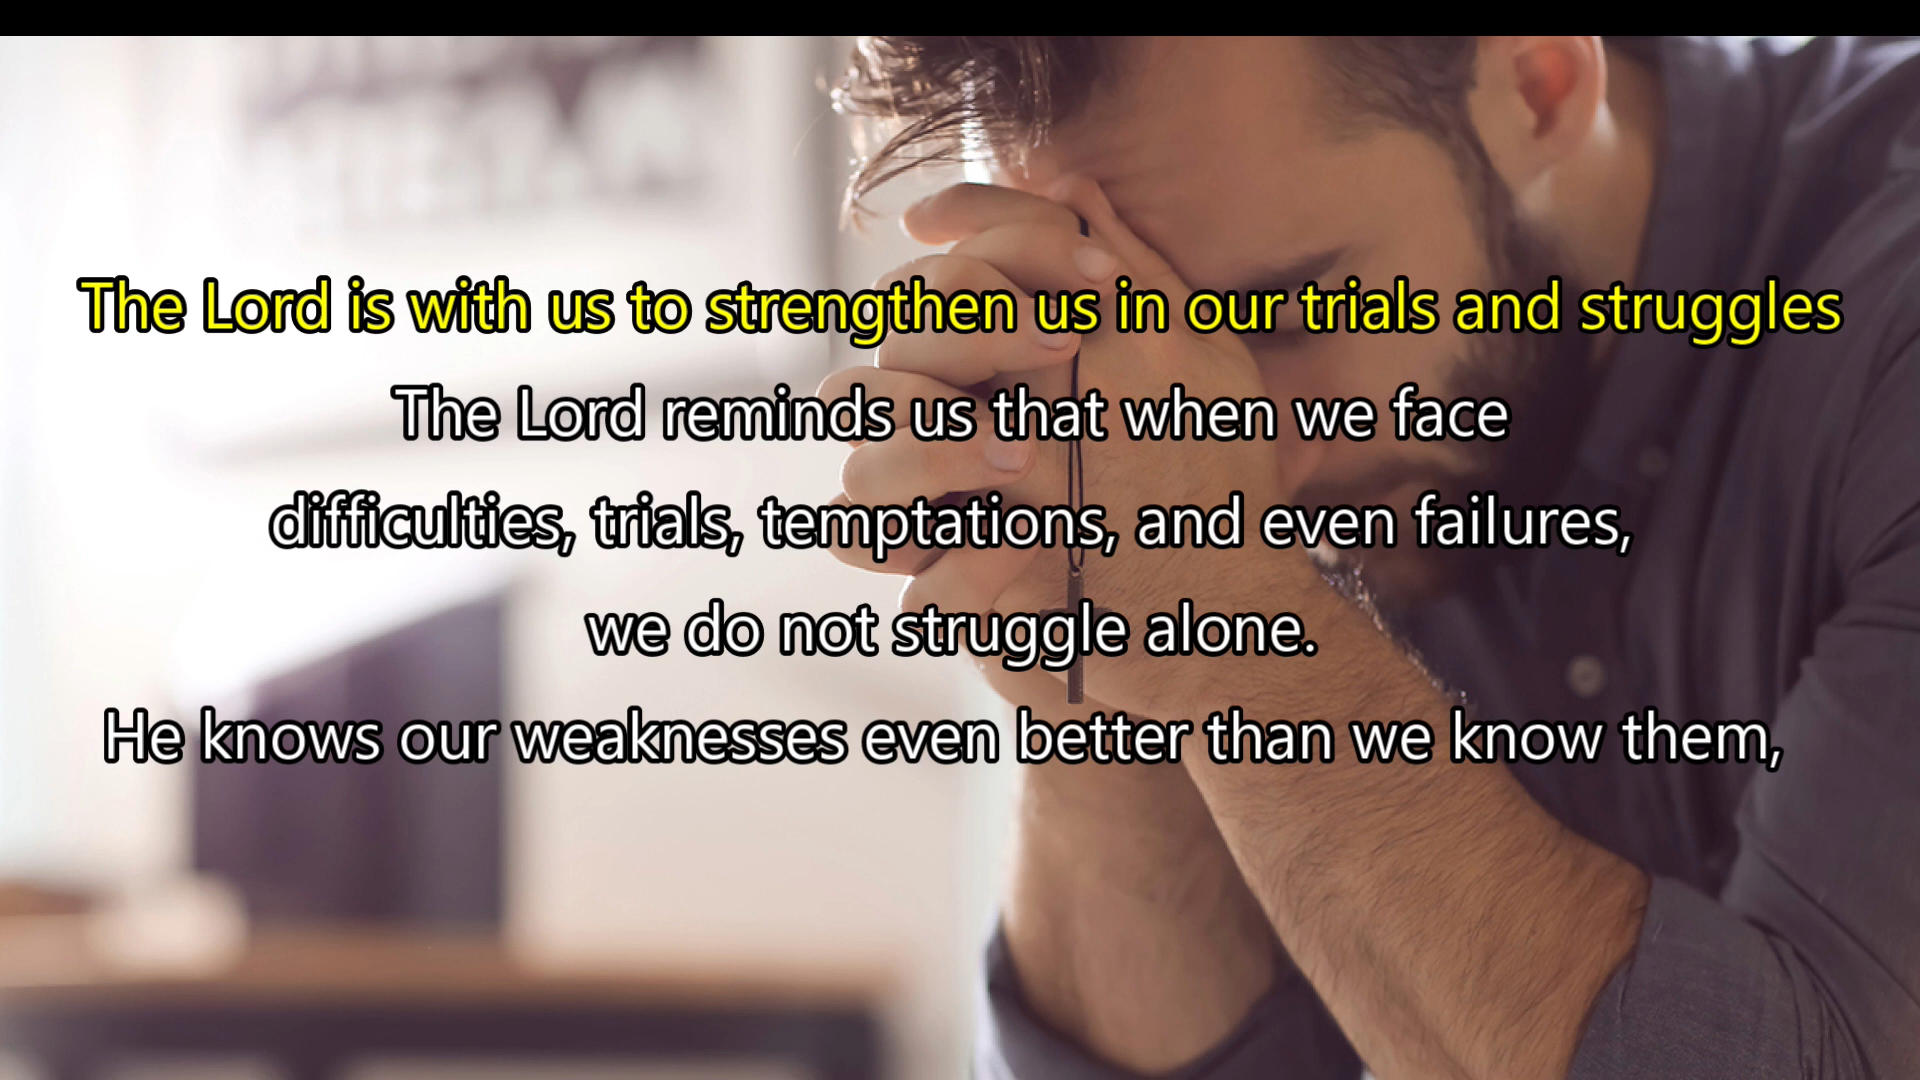 The Lord is with us to strengthen us in our trials and struggles
The Lord reminds us that when we face
difficulties, trials, temptations, and even failures,
we do not struggle alone.
He knows our weaknesses even better than we know them,